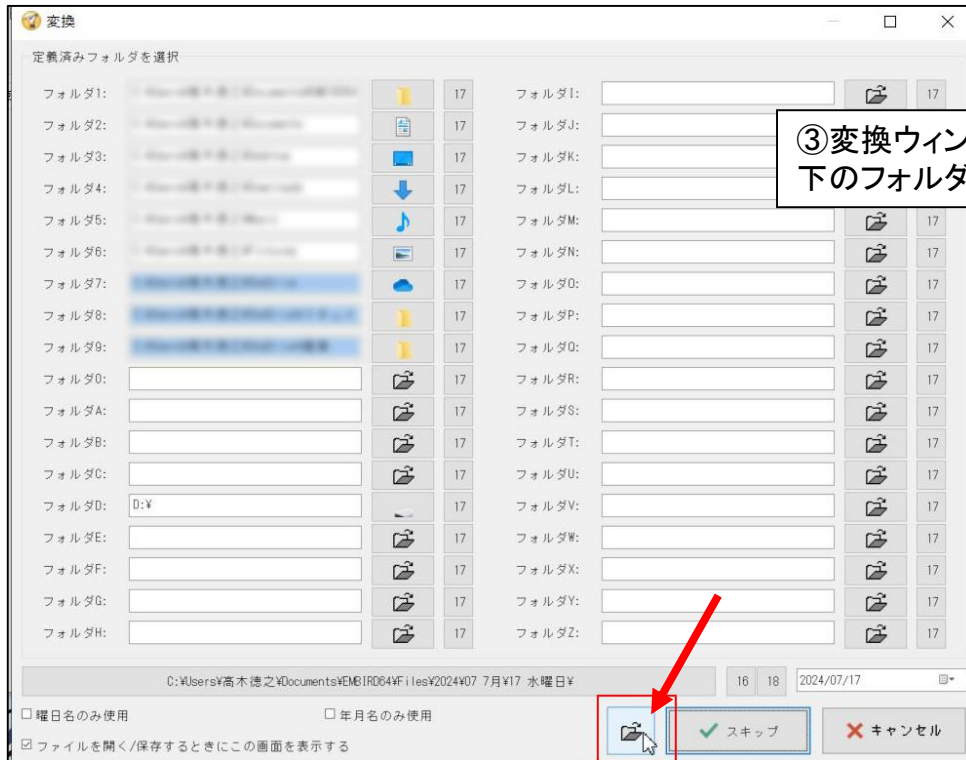 変換
定義済みフォルダを選択
フォルダ1: 17
フォルダ2: 17
フォルダ3: 17
フォルダ4: 17
フォルダ5: 17
フォルダ6: 17
フォルダ7: 17
フォルダ8: 17
フォルダ9: 17
フォルダ0: 17
フォルダA: 17
フォルダB: 17
フォルダC: 17
フォルダD: D:¥ 17
フォルダE: 17
フォルダF: 17
フォルダG: 17
フォルダH: 17
フォルダI: 17
フォルダJ:
フォルダK:
フォルダL:
フォルダM: 17
フォルダN: 17
フォルダO: 17
フォルダP: 17
フォルダQ: 17
フォルダR: 17
フォルダS: 17
フォルダT: 17
フォルダU: 17
フォルダV: 17
フォルダW: 17
フォルダX: 17
フォルダY: 17
フォルダZ: 17
③変換ウィン
下のフォルダ
C:¥Users¥高木徳之¥Documents¥EMBIRD64¥Files¥2024¥07 7月¥17 水曜日¥ 16 18 2024/07/17
曜日名のみ使用 年月名のみ使用
ファイルを開く/保存するときにこの画面を表示する
スキップ キャンセル